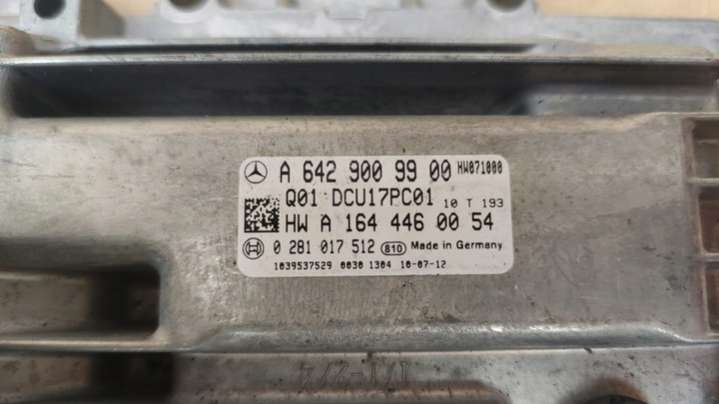 A 642 900 99 00 HW071000
Q01 DCU17PC01 10 T 193
HW A 164 446 00 54
0 281 017 512 810 Made in Germany
1039537529 0030 1304 10-07-12